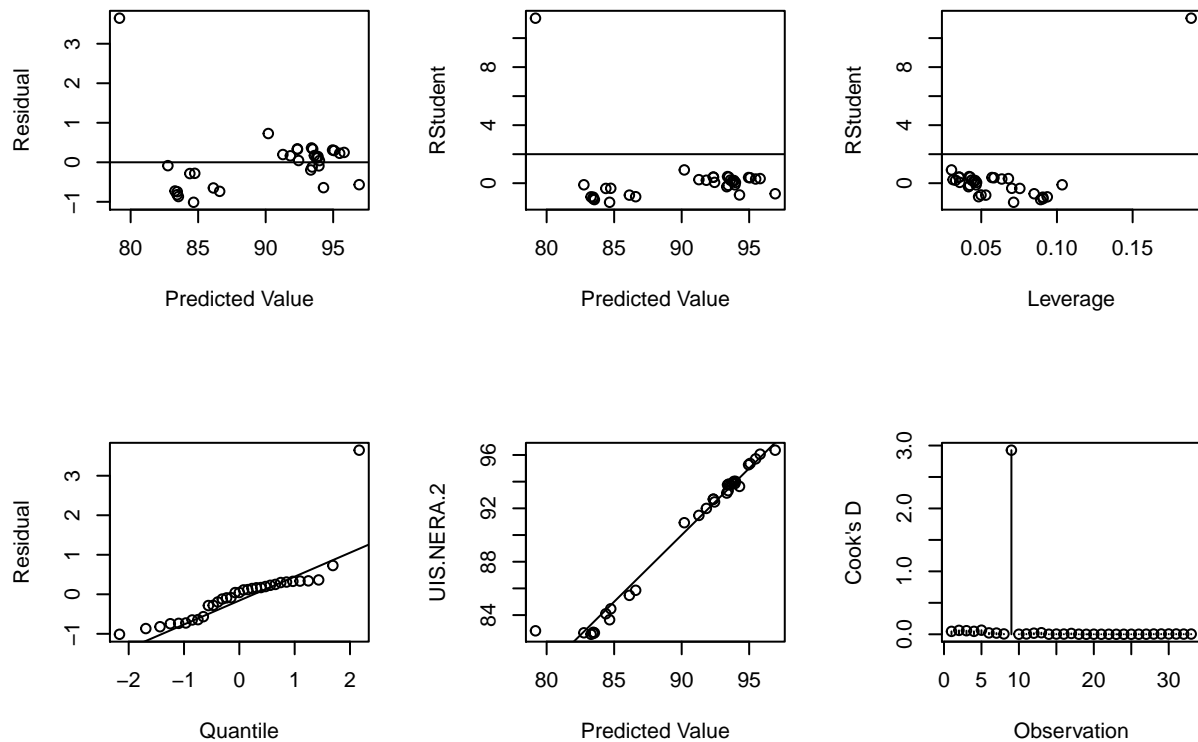 3
2
1
0
−1
Residual
80 85 90 95
Predicted Value
8
4
0
RStudent
80 85 90 95
Predicted Value
8
4
0
RStudent
0.05 0.10 0.15
Leverage
3
2
1
0
−1
Residual
−2 −1 0 1 2
Quantile
96
92
88
84
UIS.NERA.2
80 85 90 95
Predicted Value
3.0
2.0
1.0
0.0
Cook's D
0 5 10 20 30
Observation